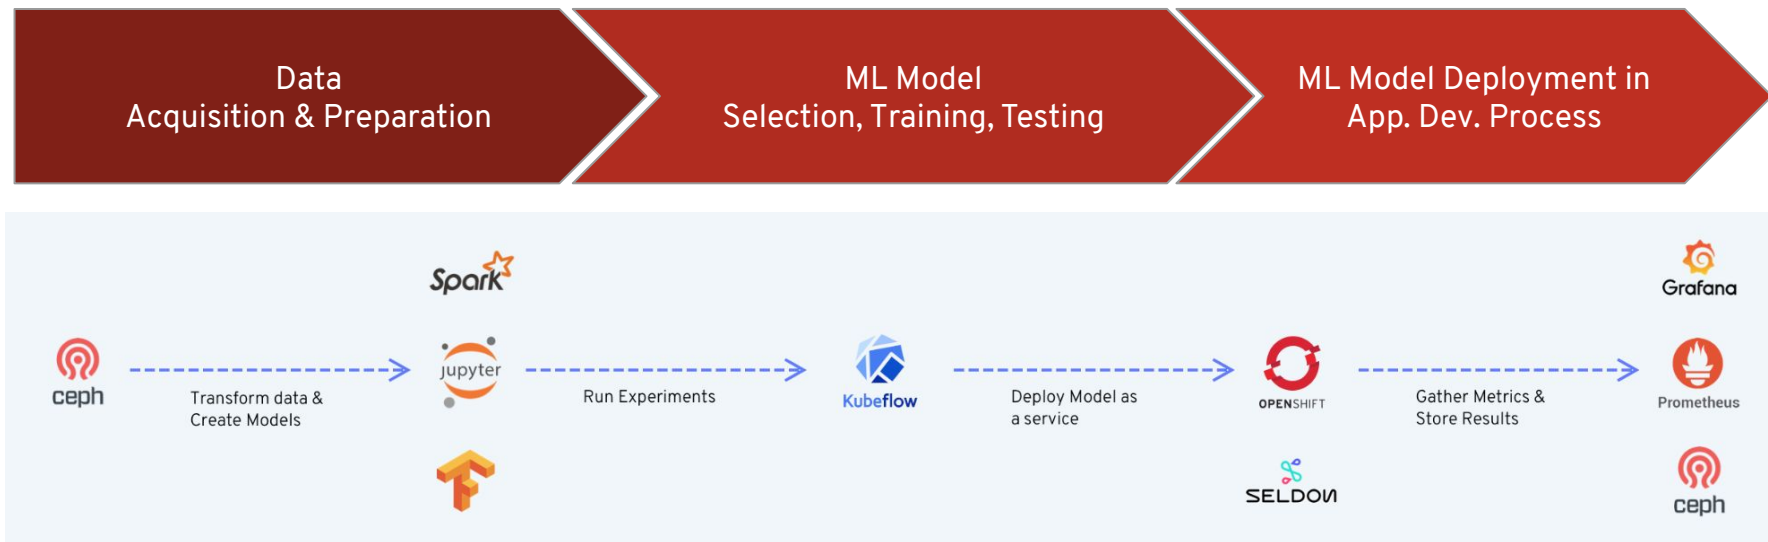 Data
Acquisition & Preparation
ML Model
Selection, Training, Testing
ML Model Deployment in
App. Dev. Process
Spark
Grafana
ceph
Transform data &
Create Models
jupyter
Run Experiments
Kubeflow
Deploy Model as
a service
OPENSHIFT
Gather Metrics &
Store Results
Prometheus
SELDON
ceph